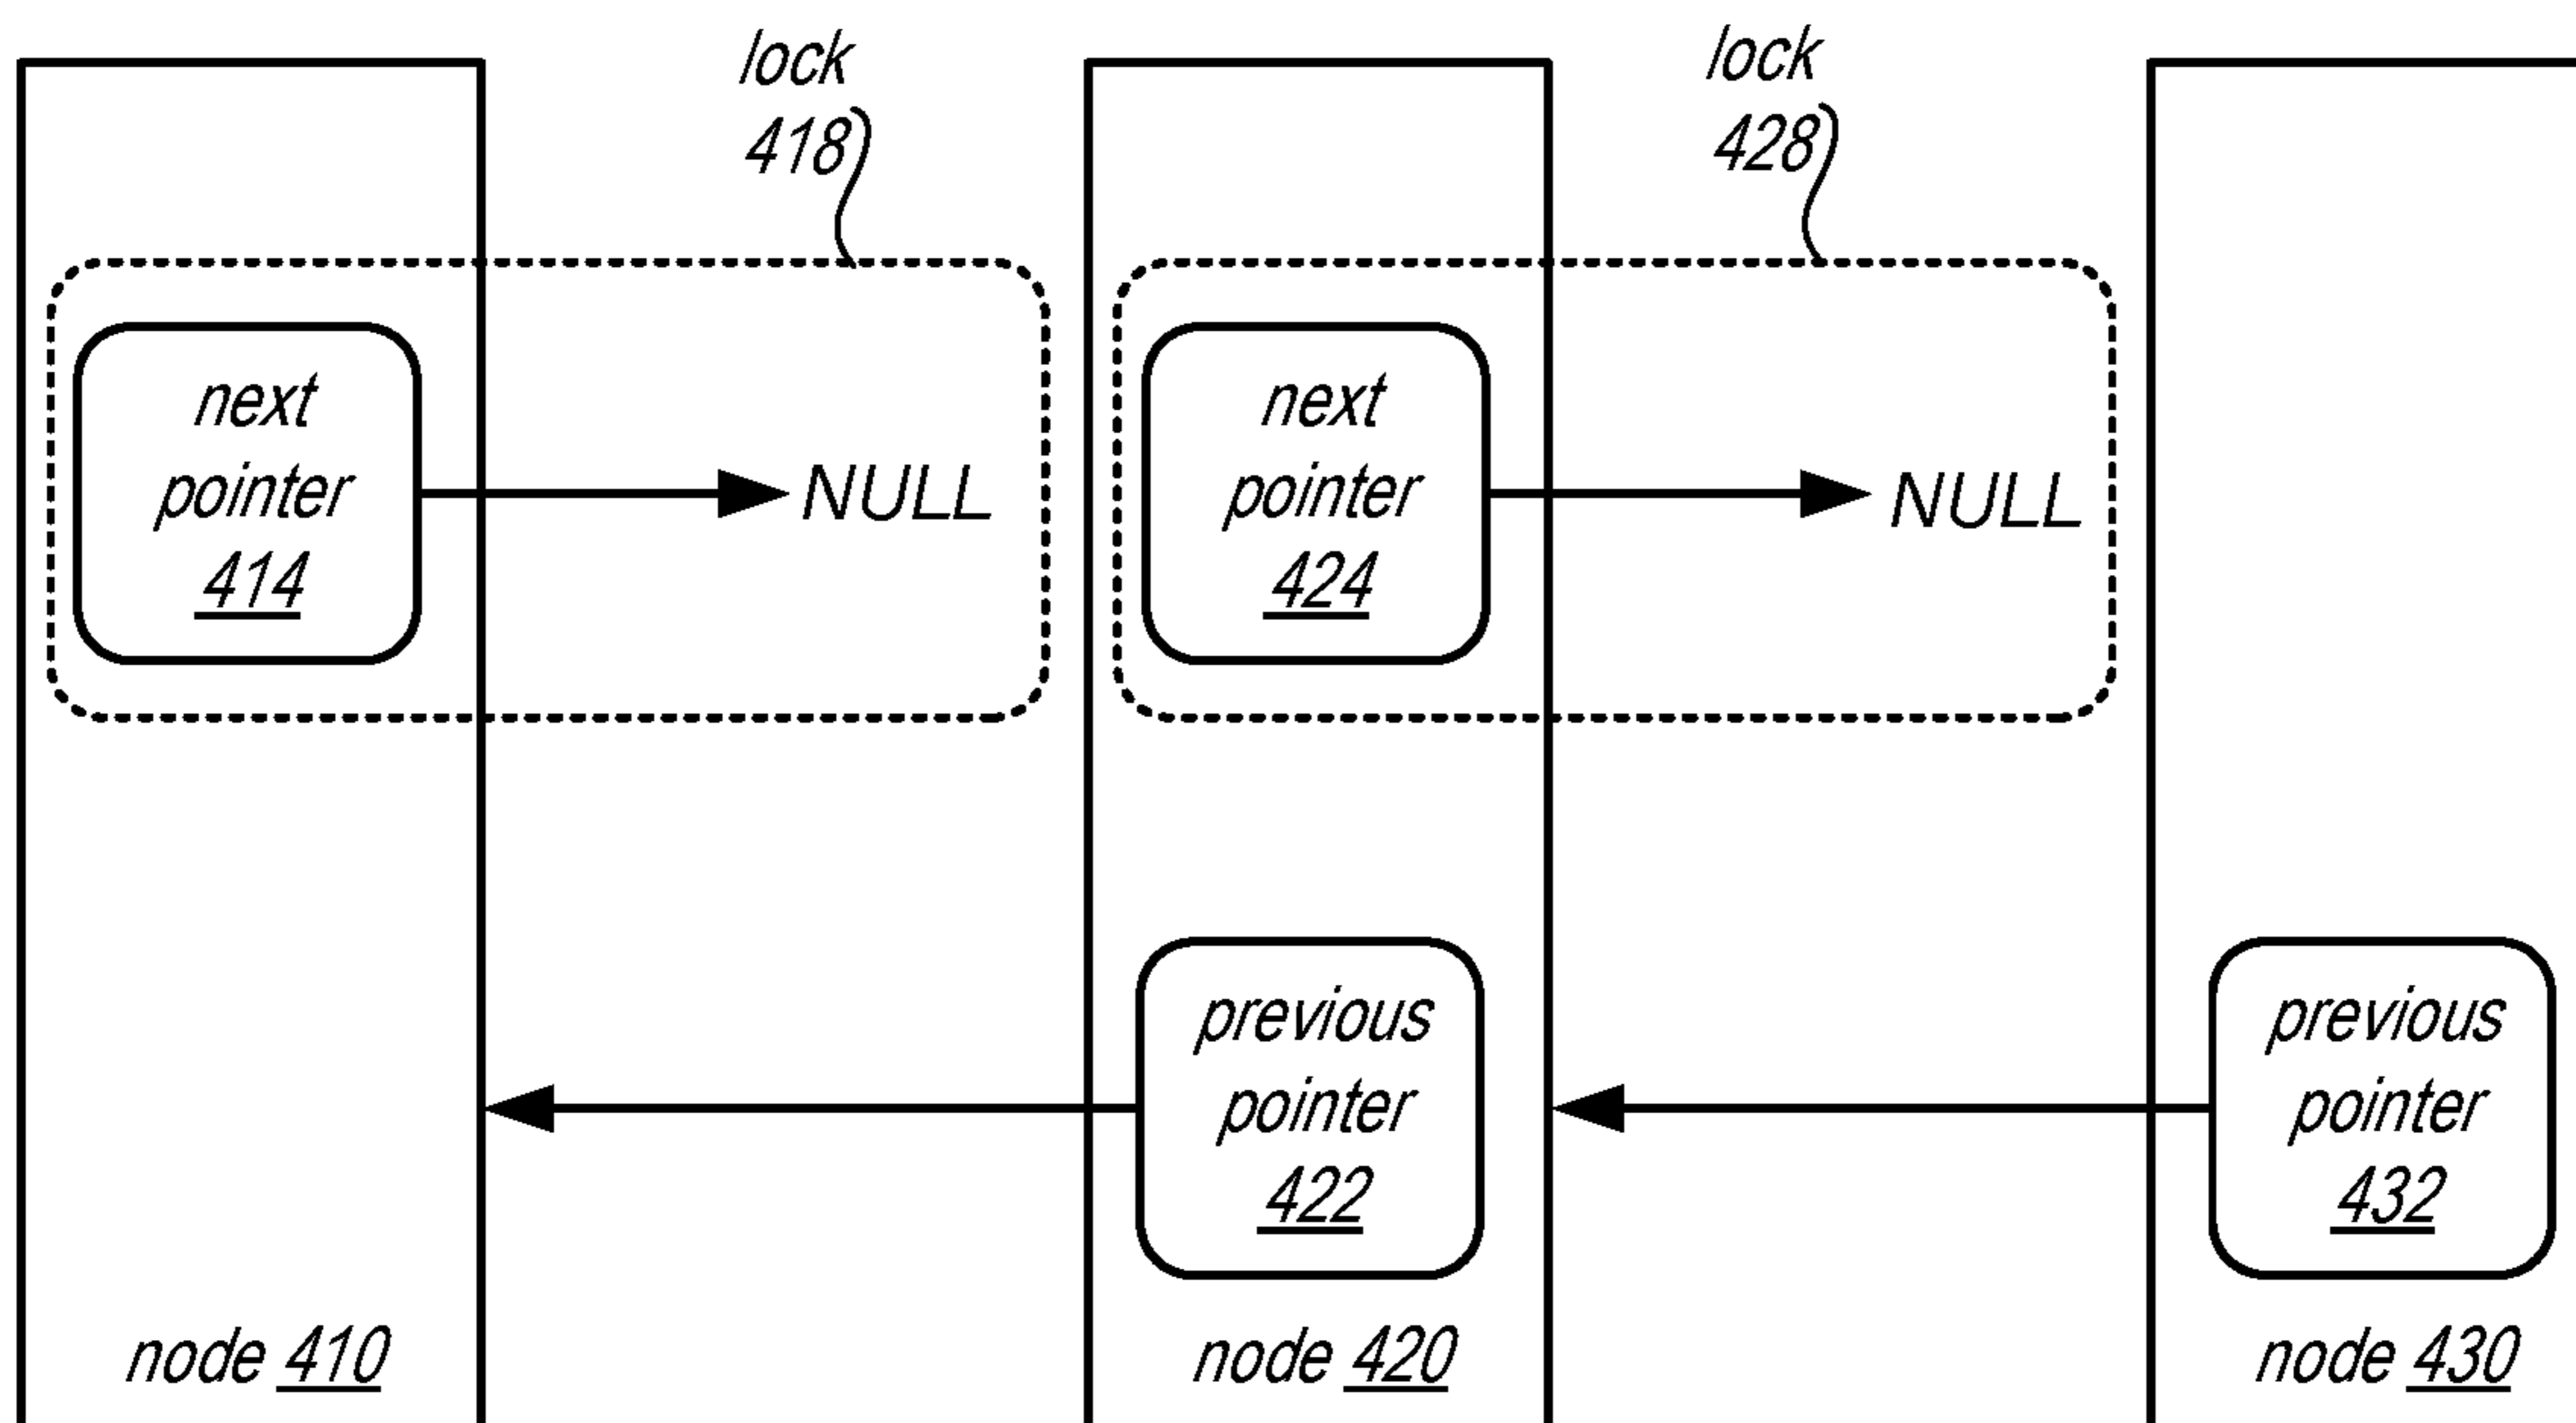 lock
418
lock
428
next
pointer
414
NULL
next
pointer
424
NULL
previous
pointer
422
previous
pointer
432
node 410
node 420
node 430